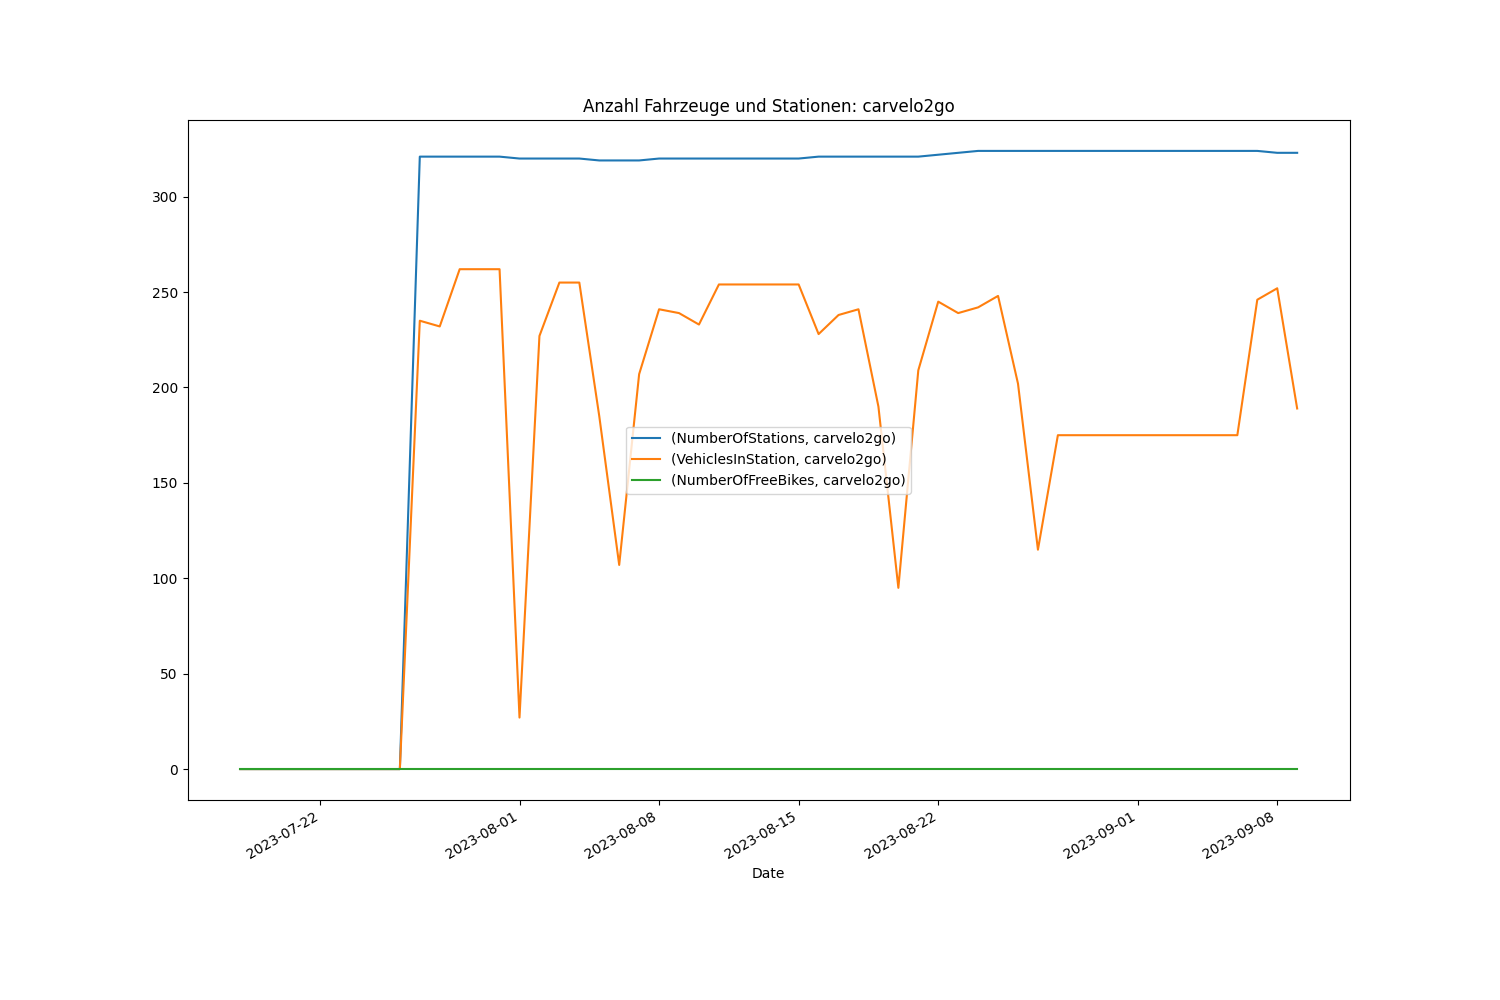 Anzahl Fahrzeuge und Stationen: carvelo2go
300
250
200
150
100
50
0
(NumberOfStations, carvelo2go)
(VehiclesInStation, carvelo2go)
(NumberOfFreeBikes, carvelo2go)
2023-07-22
2023-08-01
2023-08-08
2023-08-15
2023-08-22
2023-09-01
2023-09-08
Date